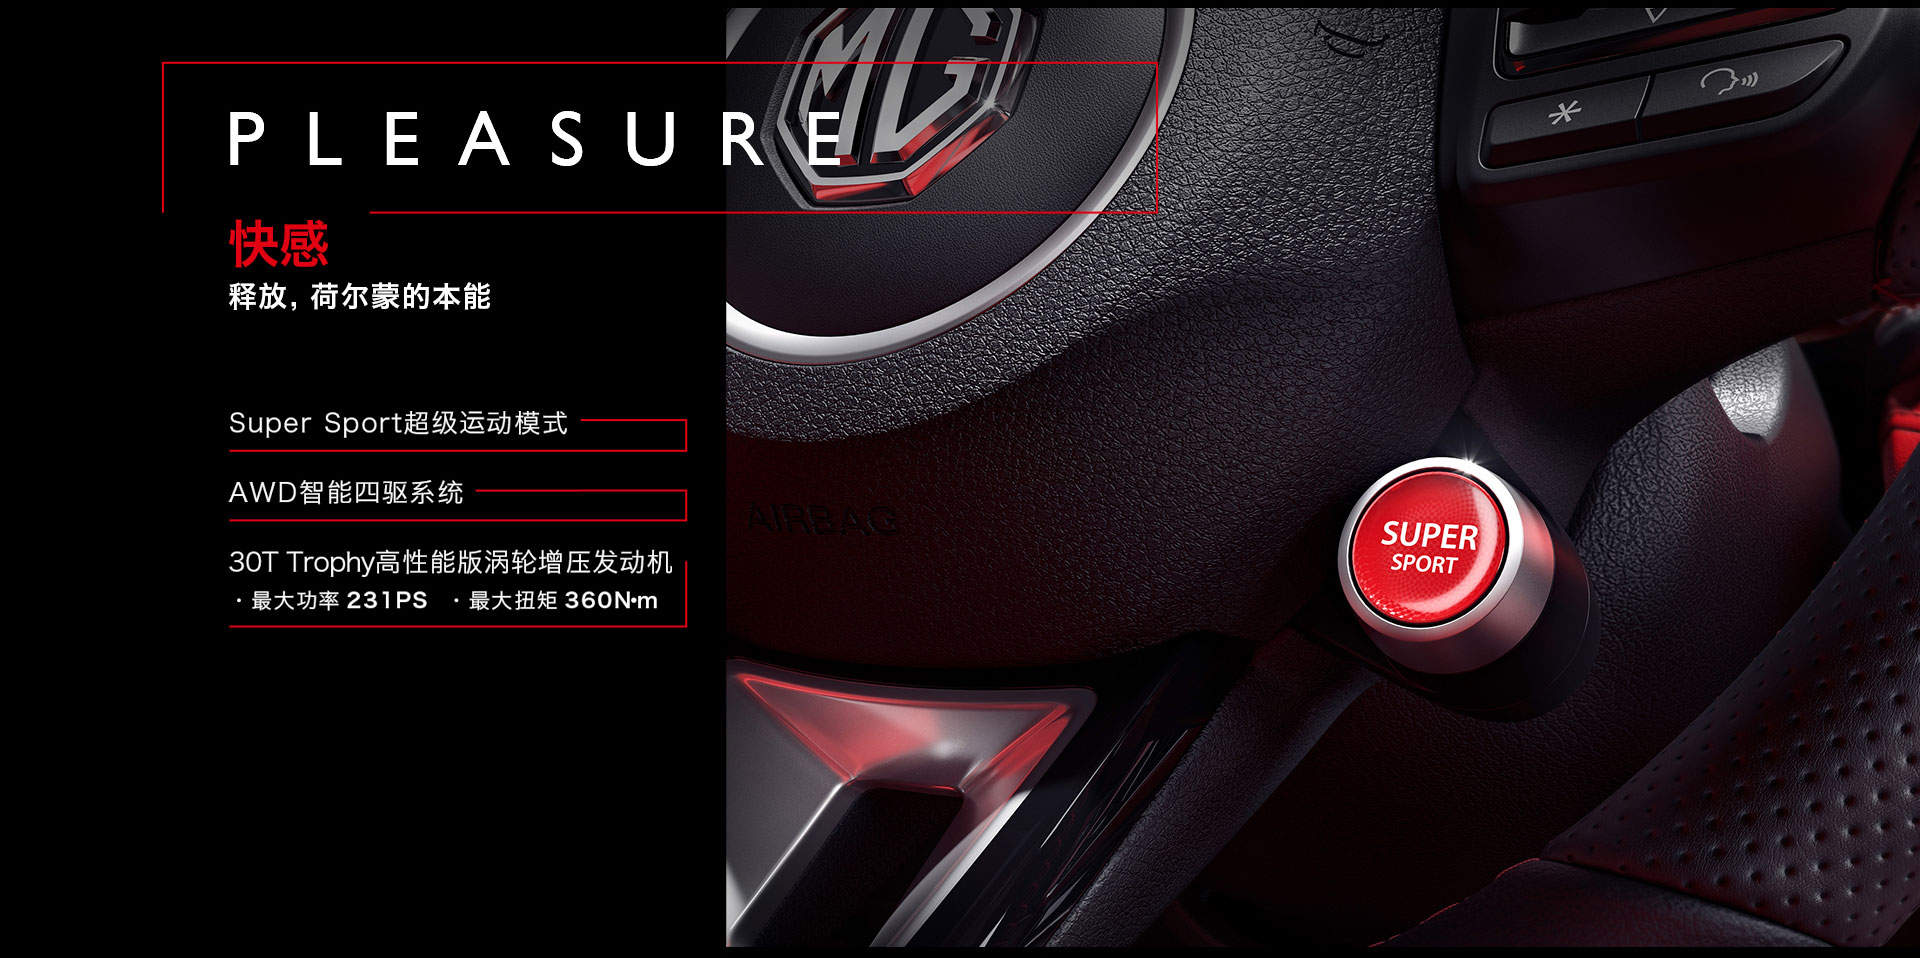 MG
PLEASURE
快感
释放, 荷尔蒙的本能
Super Sport超级运动模式
AWD智能四驱系统
30T Trophy高性能版涡轮增压发动机
·最大功率 231PS ·最大扭矩 360N•m
AIRBAG
SUPER
SPORT